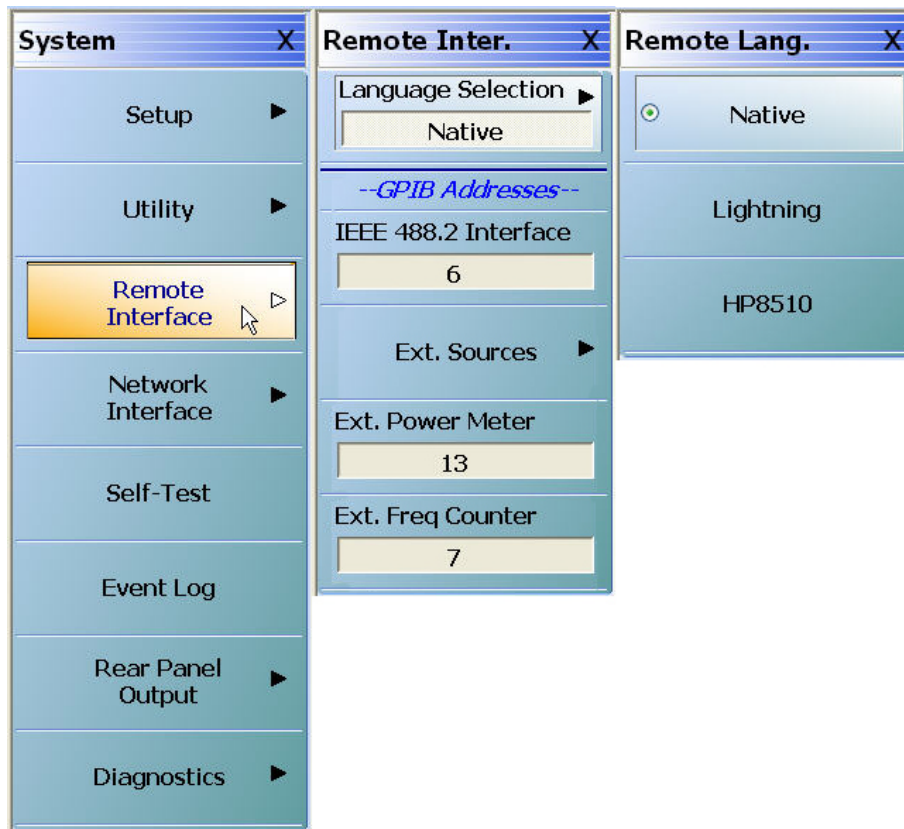 System X
Setup
Utility
Remote
Interface
Network
Interface
Self-Test
Event Log
Rear Panel
Output
Diagnostics
Remote Inter. X
Language Selection
Native
--GPIB Addresses--
IEEE 488.2 Interface
6
Ext. Sources
Ext. Power Meter
13
Ext. Freq Counter
7
Remote Lang. X
Native
Lightning
HP8510